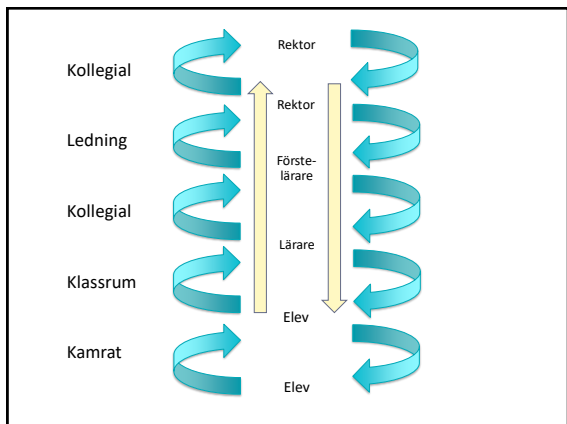 Rektor
Kollegial
Rektor
Ledning
Förste-
lärare
Kollegial
Lärare
Klassrum
Elev
Kamrat
Elev